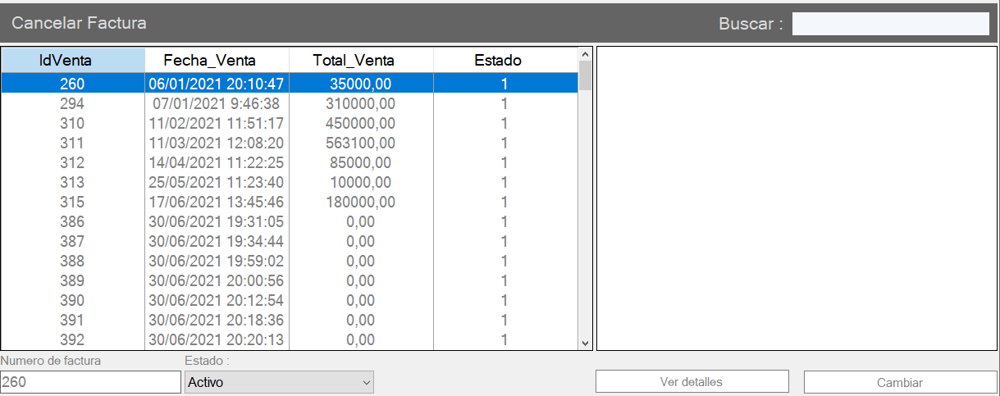 Cancelar Factura Buscar :
IdVenta Fecha_Venta Total_Venta Estado
260 06/01/2021 20:10:47 35000,00 1
294 07/01/2021 9:46:38 310000,00 1
310 11/02/2021 11:51:17 450000,00 1
311 11/03/2021 12:08:20 563100,00 1
312 14/04/2021 11:22:25 85000,00 1
313 25/05/2021 11:23:40 10000,00 1
315 17/06/2021 13:45:46 180000,00 1
386 30/06/2021 19:31:05 0,00 1
387 30/06/2021 19:34:44 0,00 1
388 30/06/2021 19:59:02 0,00 1
389 30/06/2021 20:00:56 0,00 1
390 30/06/2021 20:12:54 0,00 1
391 30/06/2021 20:18:36 0,00 1
392 30/06/2021 20:20:13 0,00 1
Numero de factura Estado :
260 Activo Ver detalles Cambiar